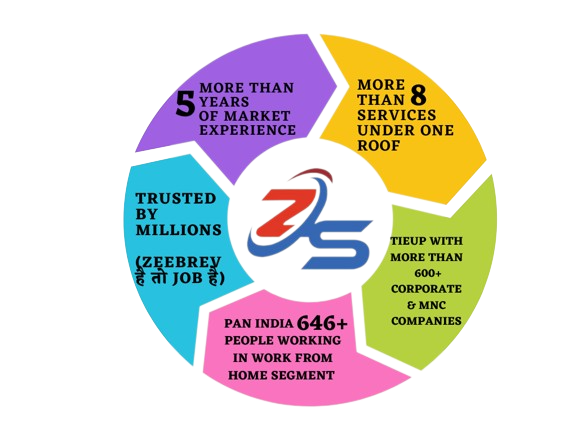 5 MORE THAN
YEARS
OF MARKET
EXPERIENCE
MORE
THAN 8
SERVICES
UNDER ONE
ROOF
TIEUP WITH
MORE THAN
600+
CORPORATE
& MNC
COMPANIES
PAN INDIA 646+
PEOPLE WORKING
IN WORK FROM
HOME SEGMENT
TRUSTED
BY
MILLIONS
(ZEEBREV
है तो JOB है)
ZS